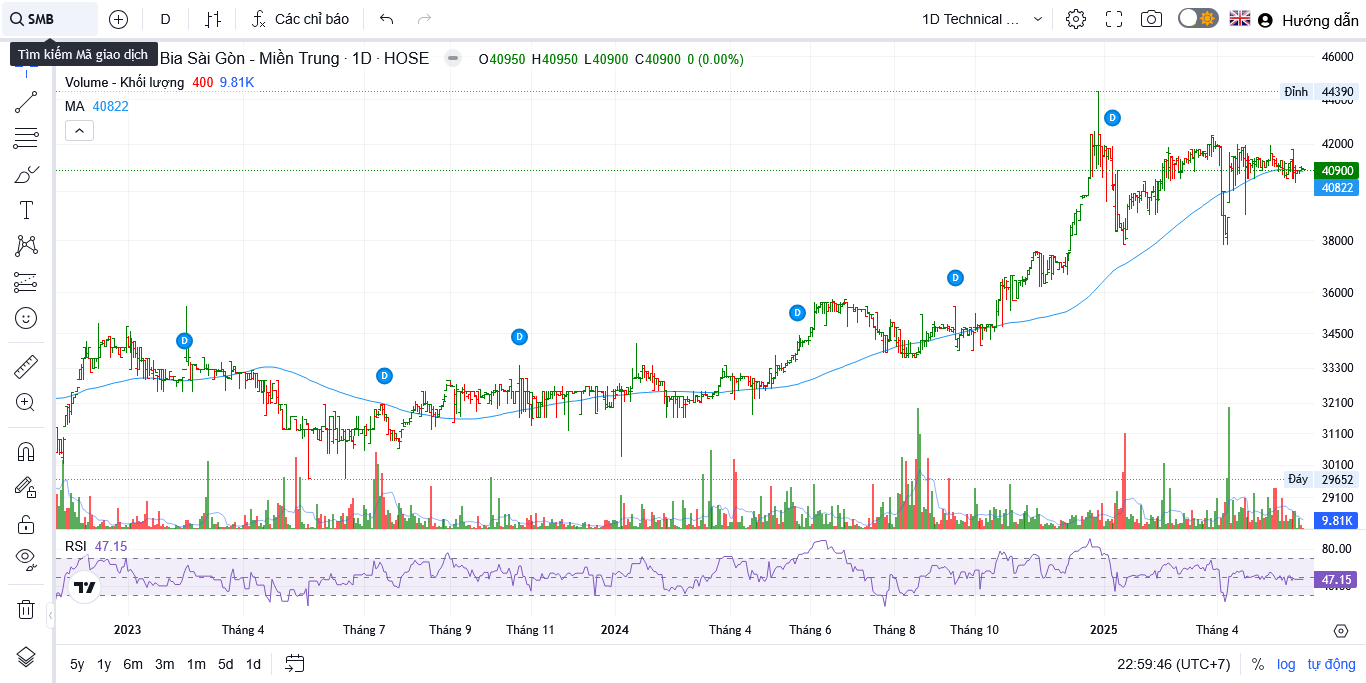 SMB
D
Các chỉ báo
1D Technical ...
Hướng dẫn
Tìm kiếm Mã giao dịch
Bia Sài Gòn - Miền Trung · 1D · HOSE
O40950 H40950 L40900 C40900 0 (0.00%)
Volume - Khối lượng 400 9.81K
MA 40822
46000
Đỉnh 44390
44000
42000
40900
40822
38000
36000
34500
33300
32100
31100
30100
Đáy 29652
29100
9.81K
D
D
D
D
D
D
RSI 47.15
80.00
47.15
2023
Tháng 4
Tháng 7
Tháng 9
Tháng 11
2024
Tháng 4
Tháng 6
Tháng 8
Tháng 10
2025
Tháng 4
5y 1y 6m 3m 1m 5d 1d
22:59:46 (UTC+7)
% log tự động